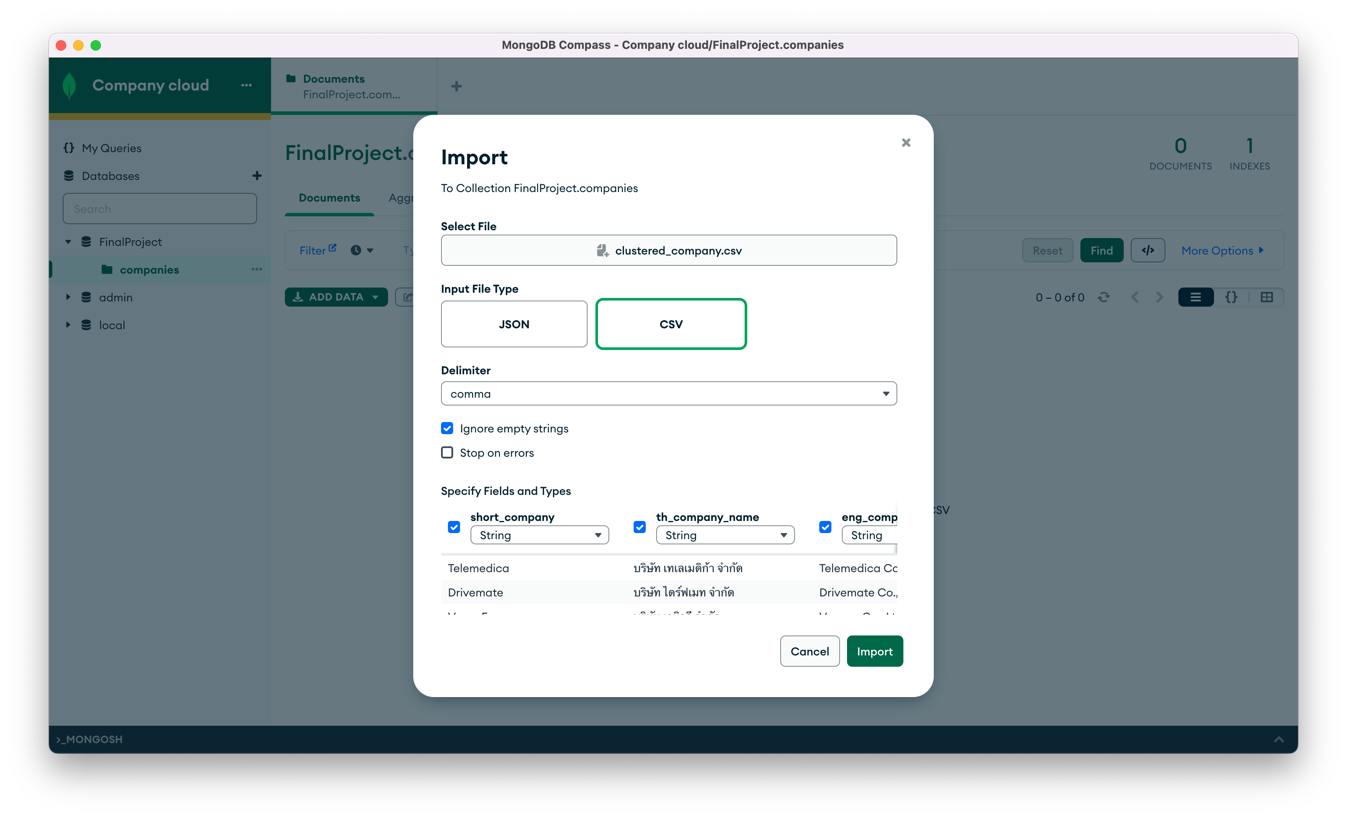 MongoDB Compass - Company cloud/FinalProject.companies
Company cloud
Documents
FinalProject.com...
My Queries
Databases
Search
FinalProject
companies
admin
local
FinalProject.c
0
DOCUMENTS
1
INDEXES
Documents
Aggr
Filter
Ty
Reset
Find
More Options
ADD DATA
0 – 0 of 0
Import
To Collection FinalProject.companies
Select File
clustered_company.csv
Input File Type
JSON
CSV
Delimiter
comma
Ignore empty strings
Stop on errors
Specify Fields and Types
short_company
th_company_name
eng_comp
String
String
String
Telemedica
บริษัท เทเลเมดิก้า จำกัด
Telemedica Co
Drivemate
บริษัท ไดร์ฟเมท จำกัด
Drivemate Co.,
Cancel
Import
CSV
>_MONGOSH